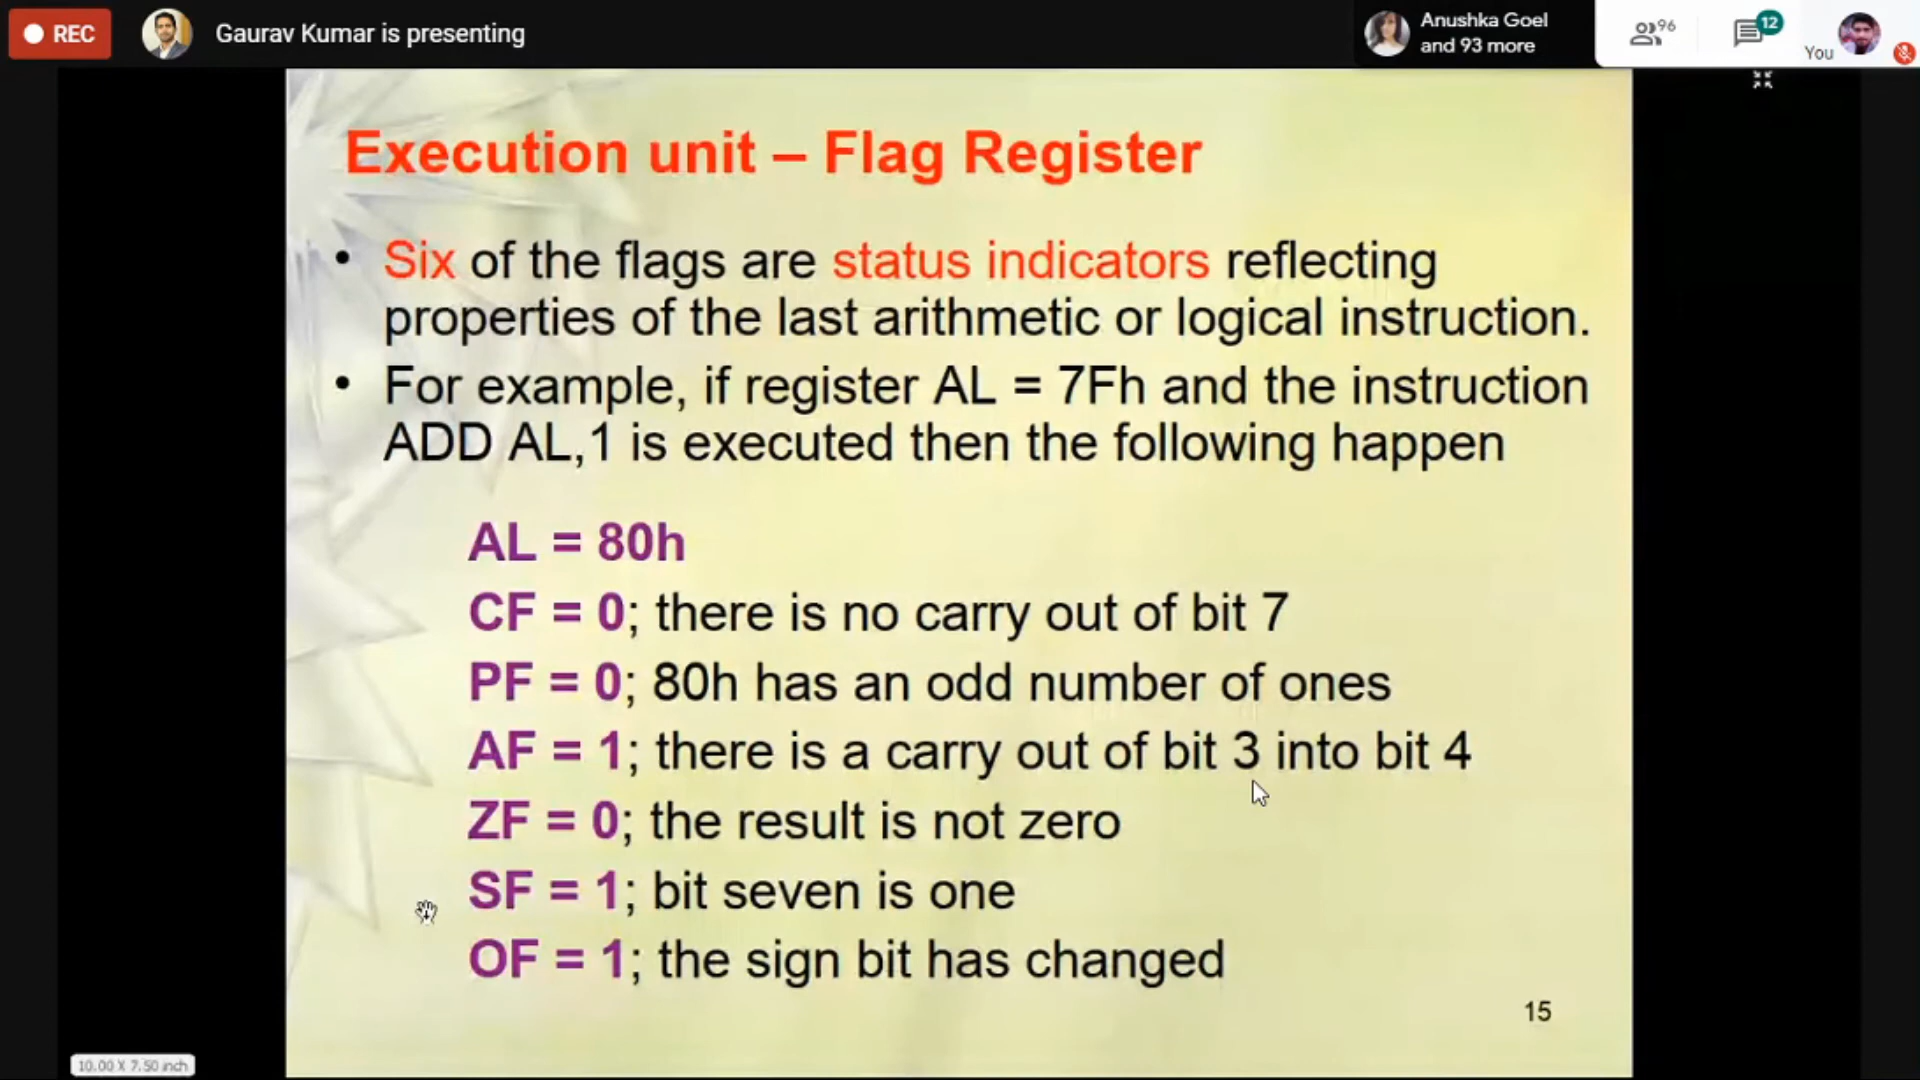 REC
Gaurav Kumar is presenting
Anushka Goel
and 93 more
96
12
You
Execution unit – Flag Register
• Six of the flags are status indicators reflecting
properties of the last arithmetic or logical instruction.
• For example, if register AL = 7Fh and the instruction
ADD AL,1 is executed then the following happen
AL = 80h
CF = 0; there is no carry out of bit 7
PF = 0; 80h has an odd number of ones
AF = 1; there is a carry out of bit 3 into bit 4
ZF = 0; the result is not zero
SF = 1; bit seven is one
OF = 1; the sign bit has changed
15
10.00 X 7.50 inch